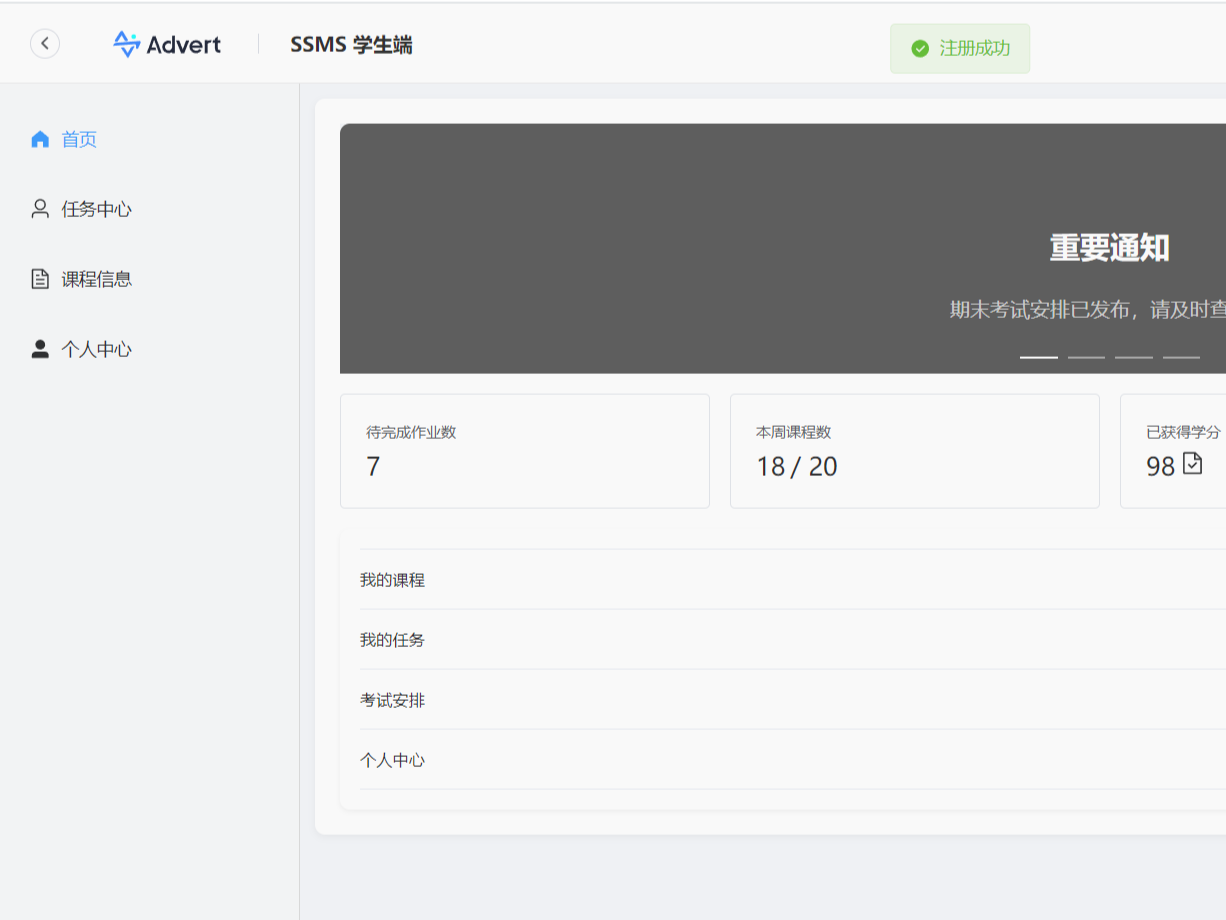 Advert
SSMS 学生端
注册成功
首页
任务中心
课程信息
个人中心
重要通知
期末考试安排已发布，请及时查
待完成作业数
7
本周课程数
18 / 20
已获得学分
98
我的课程
我的任务
考试安排
个人中心